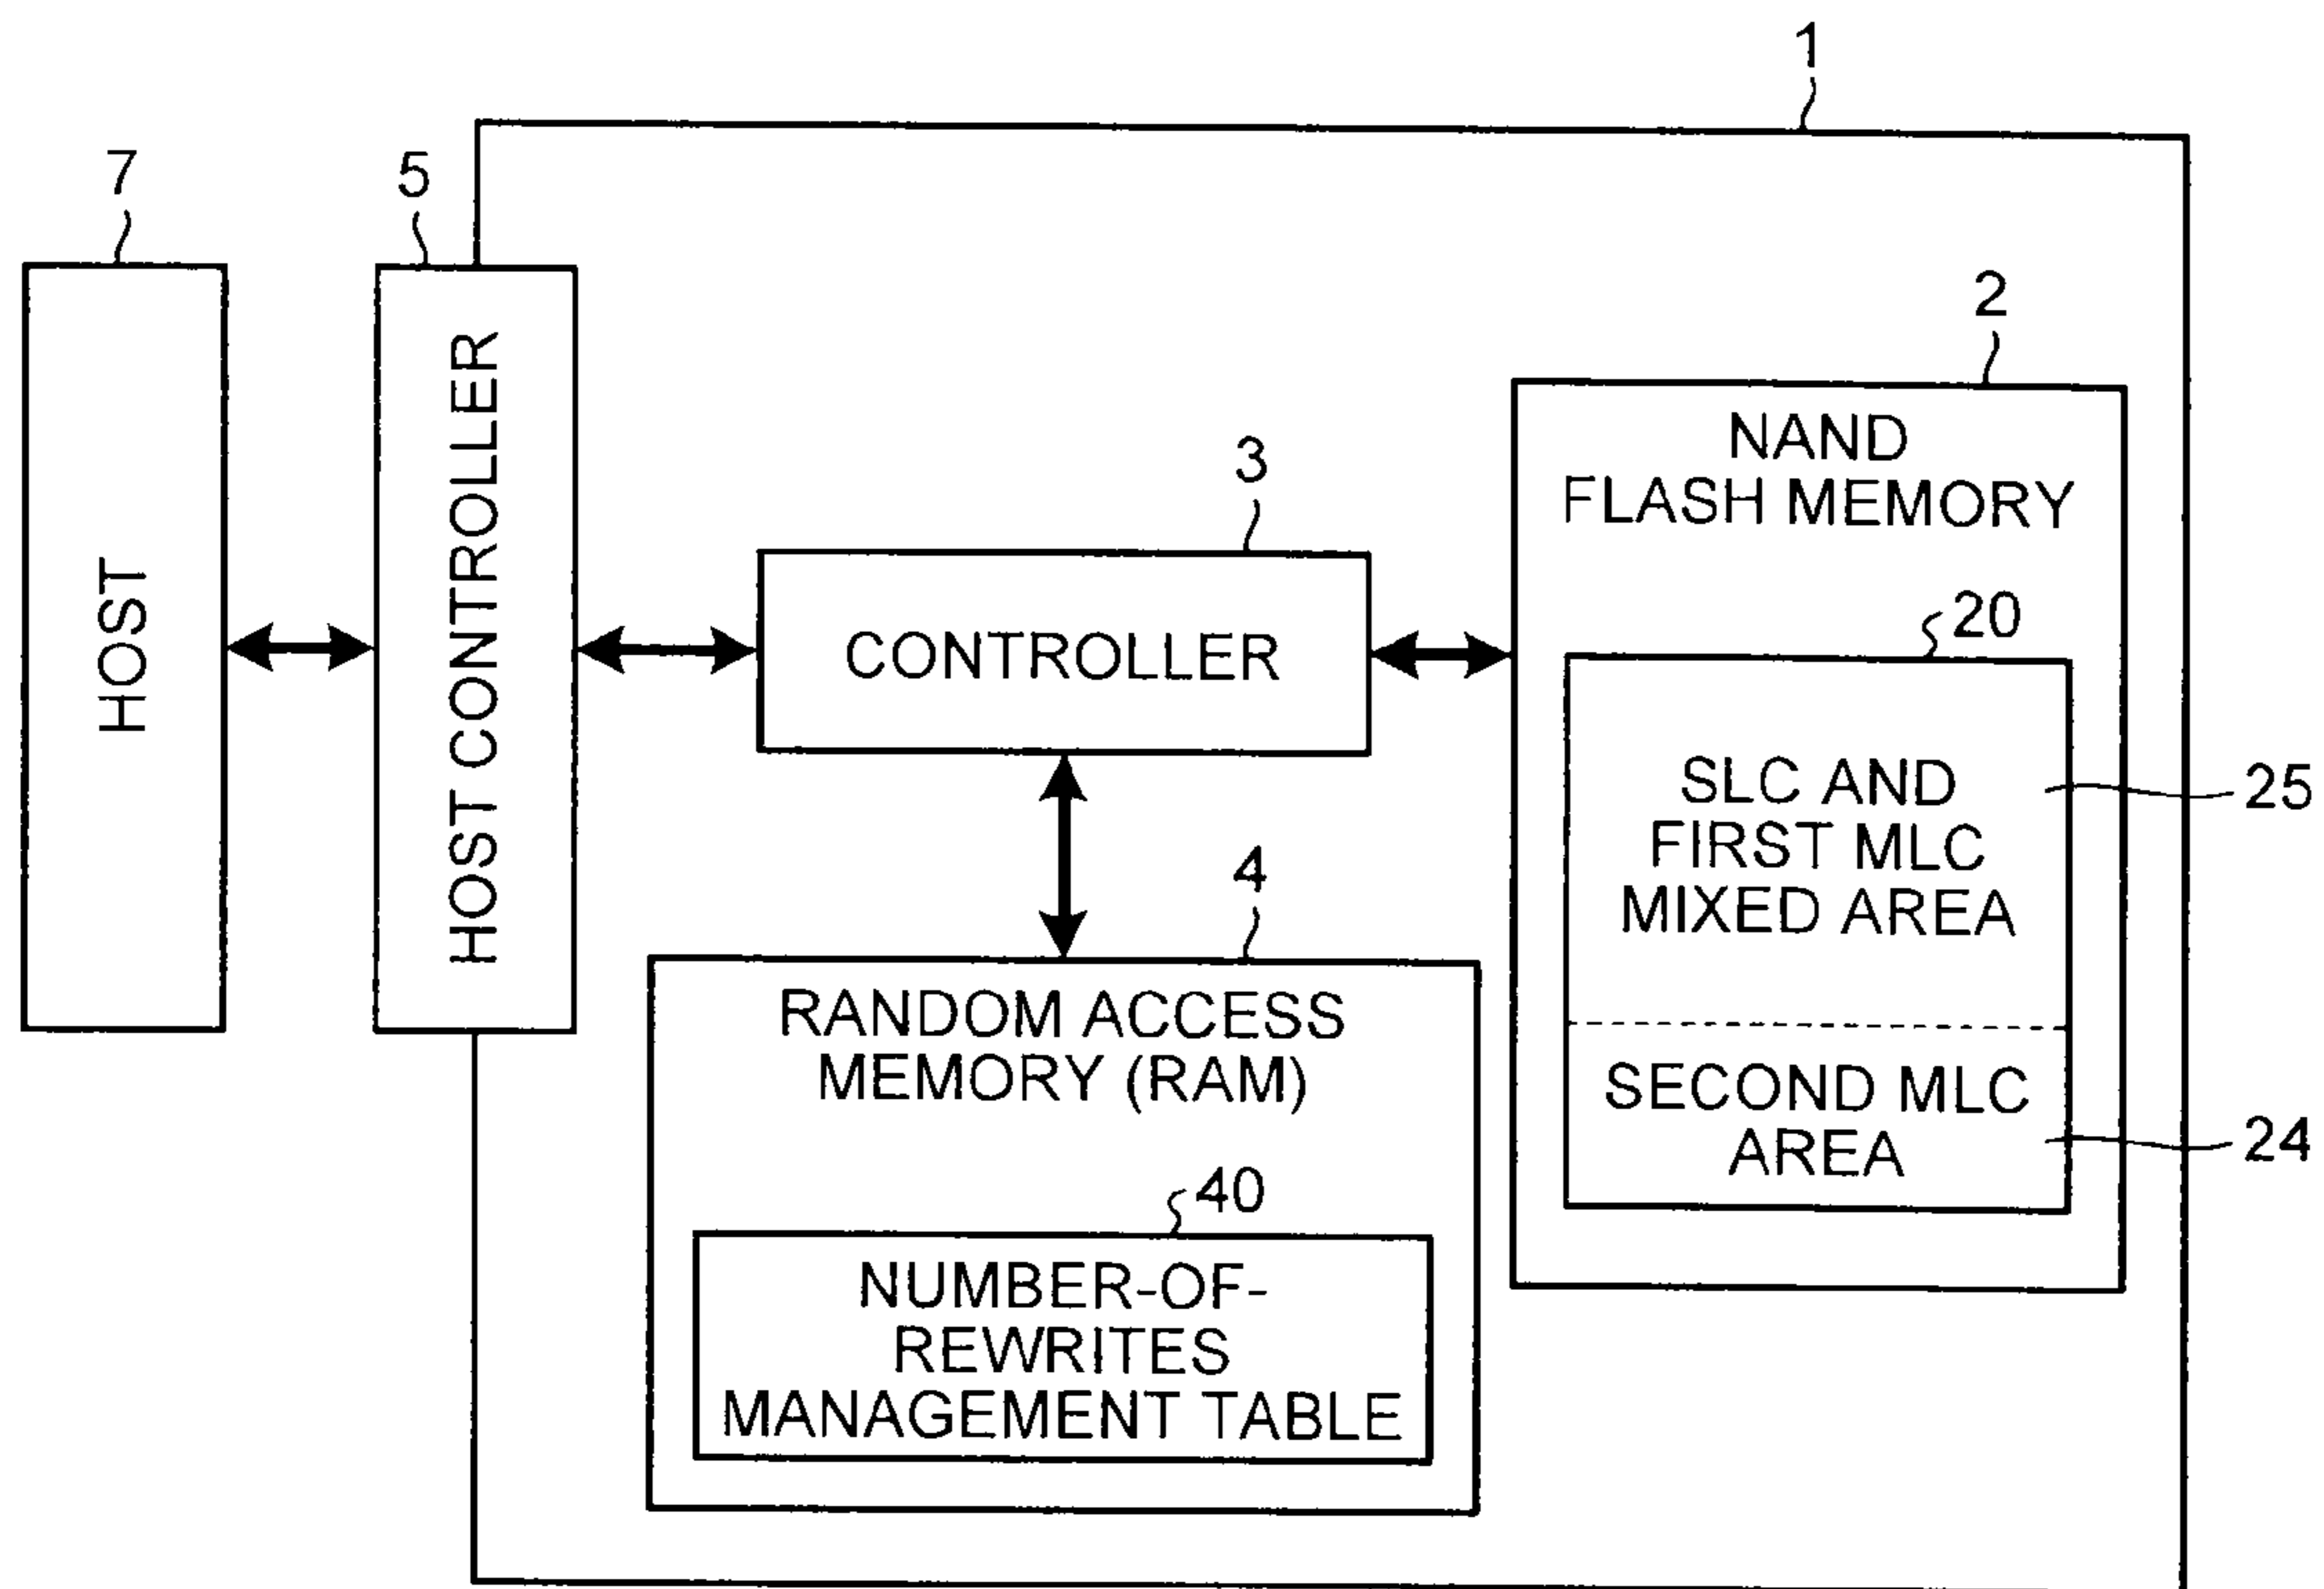 1
7
5
2
HOST
HOST CONTROLLER
3
CONTROLLER
NAND
FLASH MEMORY
20
SLC AND
FIRST MLC
MIXED AREA
25
SECOND MLC
AREA
24
4
RANDOM ACCESS
MEMORY (RAM)
40
NUMBER-OF-
REWRITES
MANAGEMENT TABLE